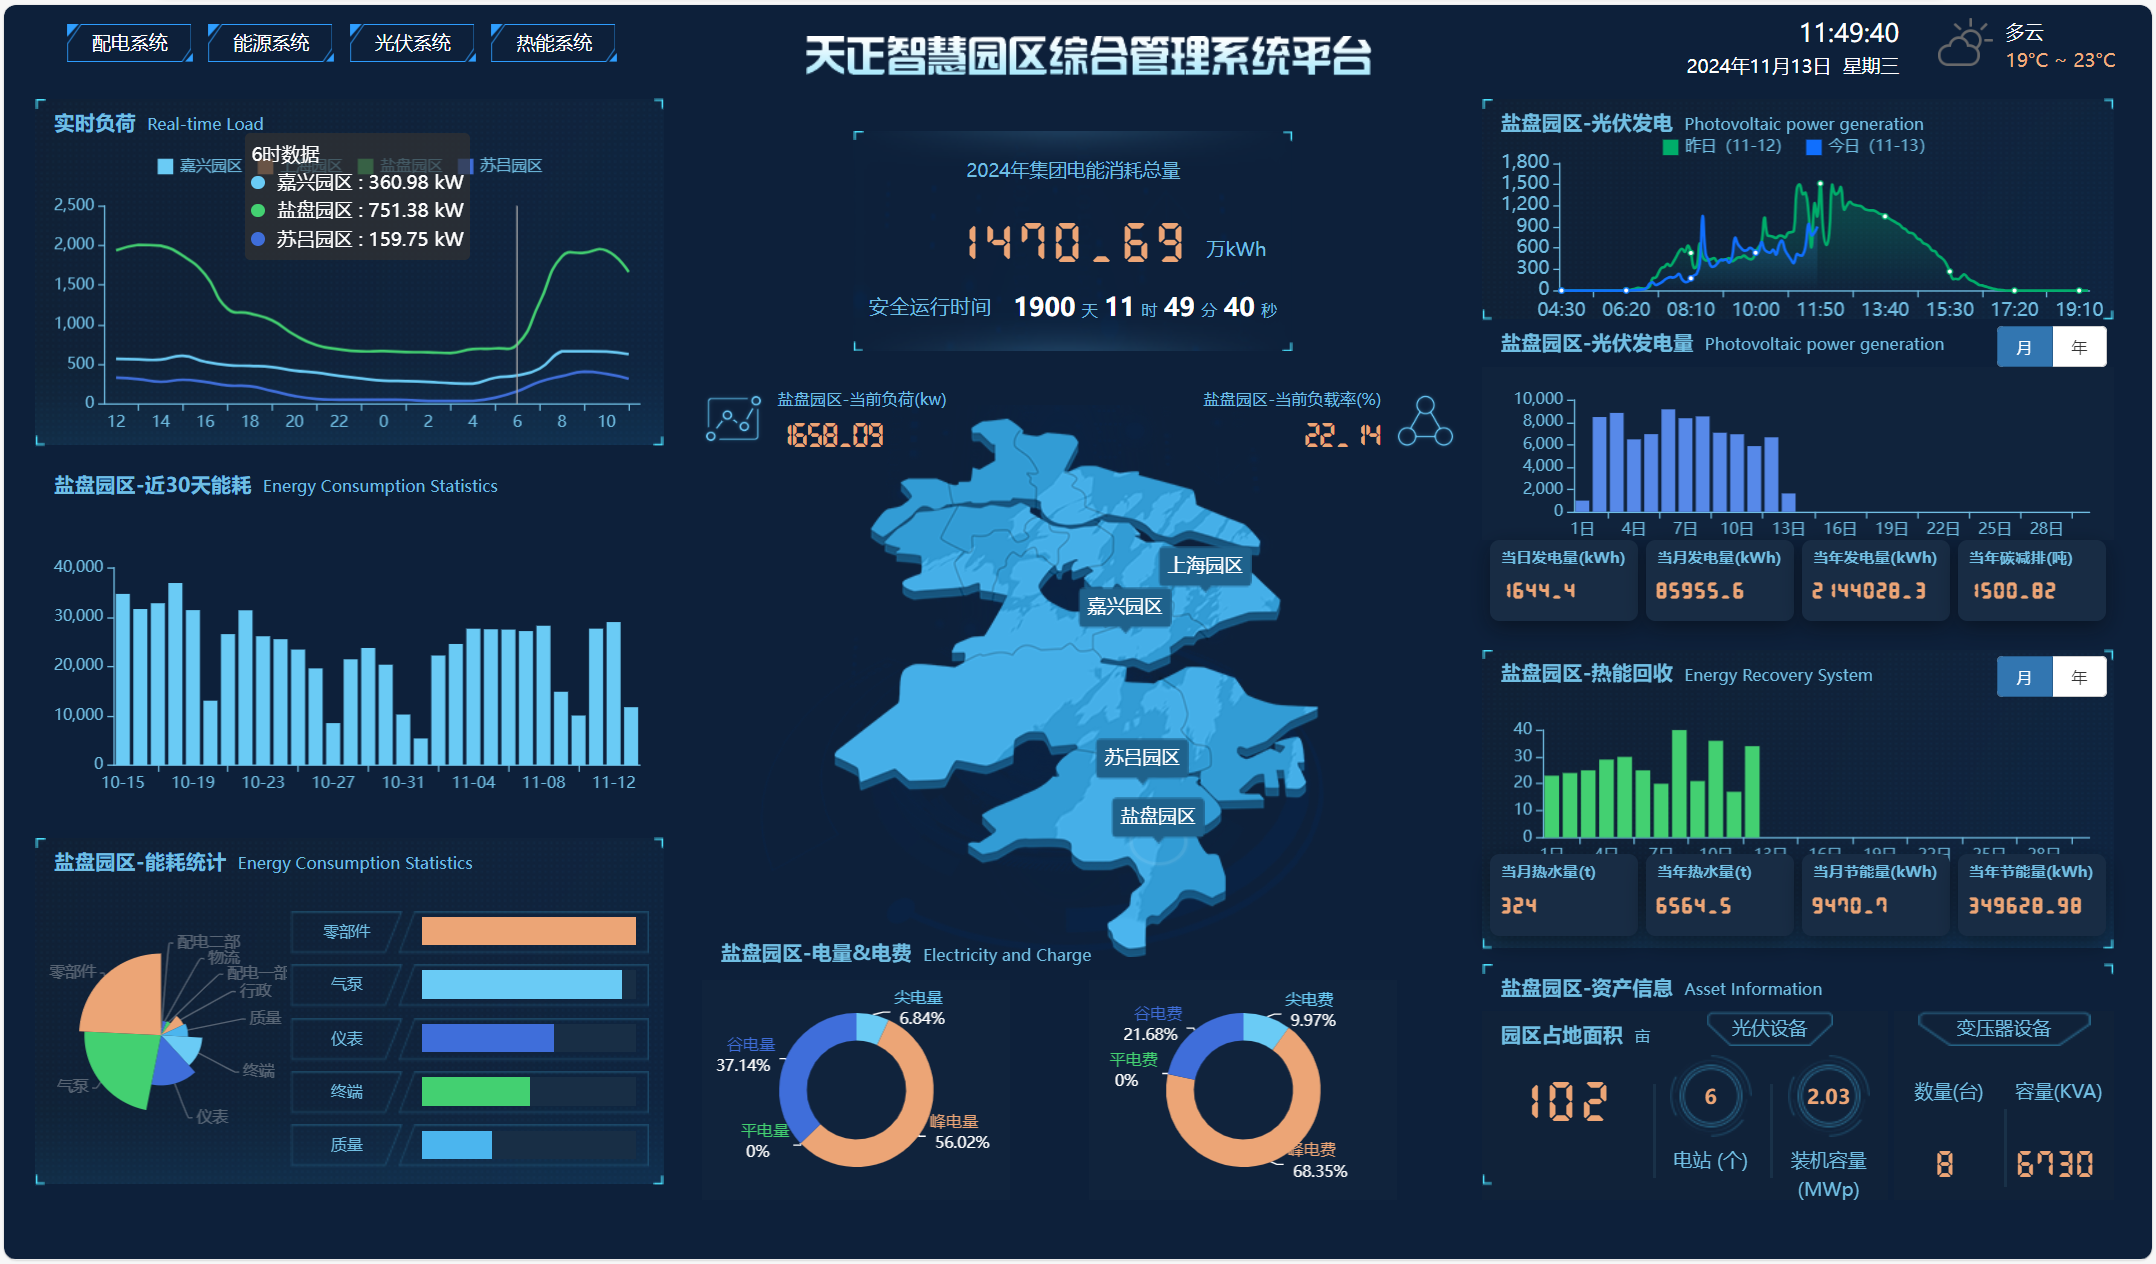 配电系统 能源系统 光伏系统 热能系统
天正智慧园区综合管理系统平台
11:49:40
2024年11月13日 星期三
多云
19°C ~ 23°C
实时负荷 Real-time Load
嘉兴园区 上海园区 盐盘园区 苏吕园区
6时数据
嘉兴园区 : 360.98 kW
盐盘园区 : 751.38 kW
苏吕园区 : 159.75 kW
2,500
2,000
1,500
1,000
500
0
12 14 16 18 20 22 0 2 4 6 8 10
盐盘园区-近30天能耗 Energy Consumption Statistics
40,000
30,000
20,000
10,000
0
10-15 10-19 10-23 10-27 10-31 11-04 11-08 11-12
盐盘园区-能耗统计 Energy Consumption Statistics
配电二部
物流
配电一部
行政
质量
终端
仪表
气泵
零部件
零部件
气泵
仪表
终端
质量
2024年集团电能消耗总量
1470.69 万kWh
安全运行时间 1900 天 11 时 49 分 40 秒
盐盘园区-当前负荷(kw)
1658.09
盐盘园区-当前负载率(%)
22.14
上海园区
嘉兴园区
苏吕园区
盐盘园区
盐盘园区-电量&电费 Electricity and Charge
尖电量
6.84%
谷电量
37.14%
平电量
0%
峰电量
56.02%
尖电费
9.97%
谷电费
21.68%
平电费
0%
峰电费
68.35%
盐盘园区-光伏发电 Photovoltaic power generation
昨日（11-12） 今日（11-13）
1,800
1,500
1,200
900
600
300
0
04:30 06:20 08:10 10:00 11:50 13:40 15:30 17:20 19:10
盐盘园区-光伏发电量 Photovoltaic power generation
月 年
10,000
8,000
6,000
4,000
2,000
0
1日 4日 7日 10日 13日 16日 19日 22日 25日 28日
当日发电量(kWh) 当月发电量(kWh) 当年发电量(kWh) 当年碳减排(吨)
1644.4 85955.6 2144028.3 1500.82
盐盘园区-热能回收 Energy Recovery System
月 年
40
30
20
10
0
1日 4日 7日 10日 13日 16日 19日 22日 25日 28日
当月热水量(t) 当年热水量(t) 当月节能量(kWh) 当年节能量(kWh)
324 6564.5 9470.7 349628.98
盐盘园区-资产信息 Asset Information
园区占地面积 亩
102
光伏设备
6
2.03
电站 (个)
装机容量
(MWp)
变压器设备
数量(台) 容量(KVA)
8 6730